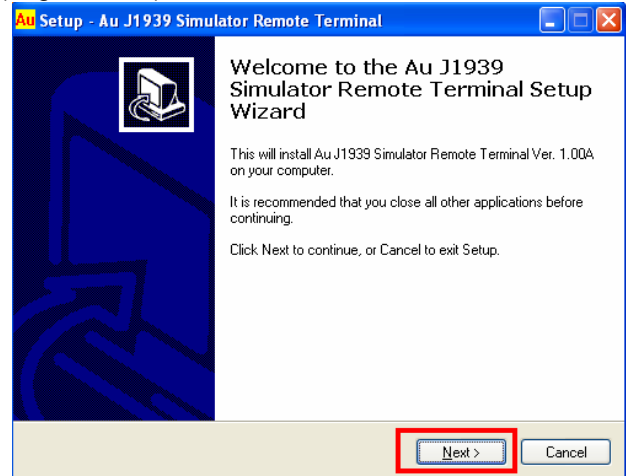 Au Setup - Au J1939 Simulator Remote Terminal
Welcome to the Au J1939
Simulator Remote Terminal Setup
Wizard
This will install Au J1939 Simulator Remote Terminal Ver. 1.00A
on your computer.
It is recommended that you close all other applications before
continuing.
Click Next to continue, or Cancel to exit Setup.
Next >
Cancel